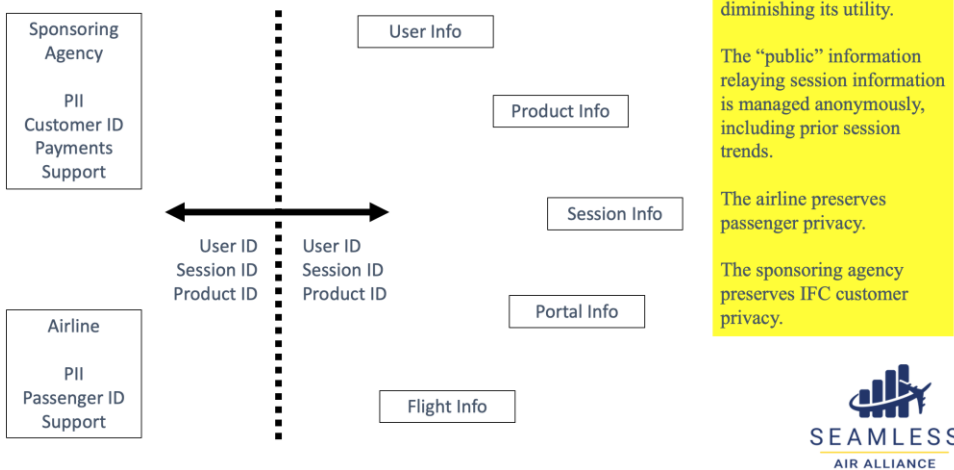 Sponsoring
Agency
PII
Customer ID
Payments
Support
Airline
PII
Passenger ID
Support
User ID
Session ID
Product ID
User ID
Session ID
Product ID
User Info
Product Info
Session Info
Portal Info
Flight Info
diminishing its utility.
The “public” information
relaying session information
is managed anonymously,
including prior session
trends.
The airline preserves
passenger privacy.
The sponsoring agency
preserves IFC customer
privacy.
SEAMLESS
AIR ALLIANCE